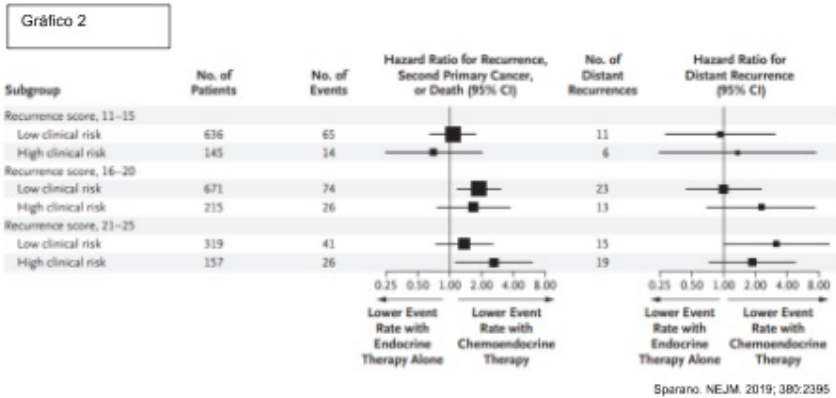 Gráfico 2
Subgroup
No. of
Patients
No. of
Events
Hazard Ratio for Recurrence,
Second Primary Cancer,
or Death (95% CI)
No. of
Distant
Recurrences
Hazard Ratio for
Distant Recurrence
(95% CI)
Recurrence score, 11–15
Low clinical risk 636 65 11
High clinical risk 145 14 6
Recurrence score, 16–20
Low clinical risk 671 74 23
High clinical risk 215 26 13
Recurrence score, 21–25
Low clinical risk 319 41 15
High clinical risk 157 26 19
0.25 0.50 1.00 2.00 4.00 8.00 0.25 0.50 1.00 2.00 4.00 8.00
Lower Event
Rate with
Endocrine
Therapy Alone
Lower Event
Rate with
Chemoendocrine
Therapy
Lower Event
Rate with
Endocrine
Therapy Alone
Lower Event
Rate with
Chemoendocrine
Therapy
Sparano. NEJM. 2019; 380:2395